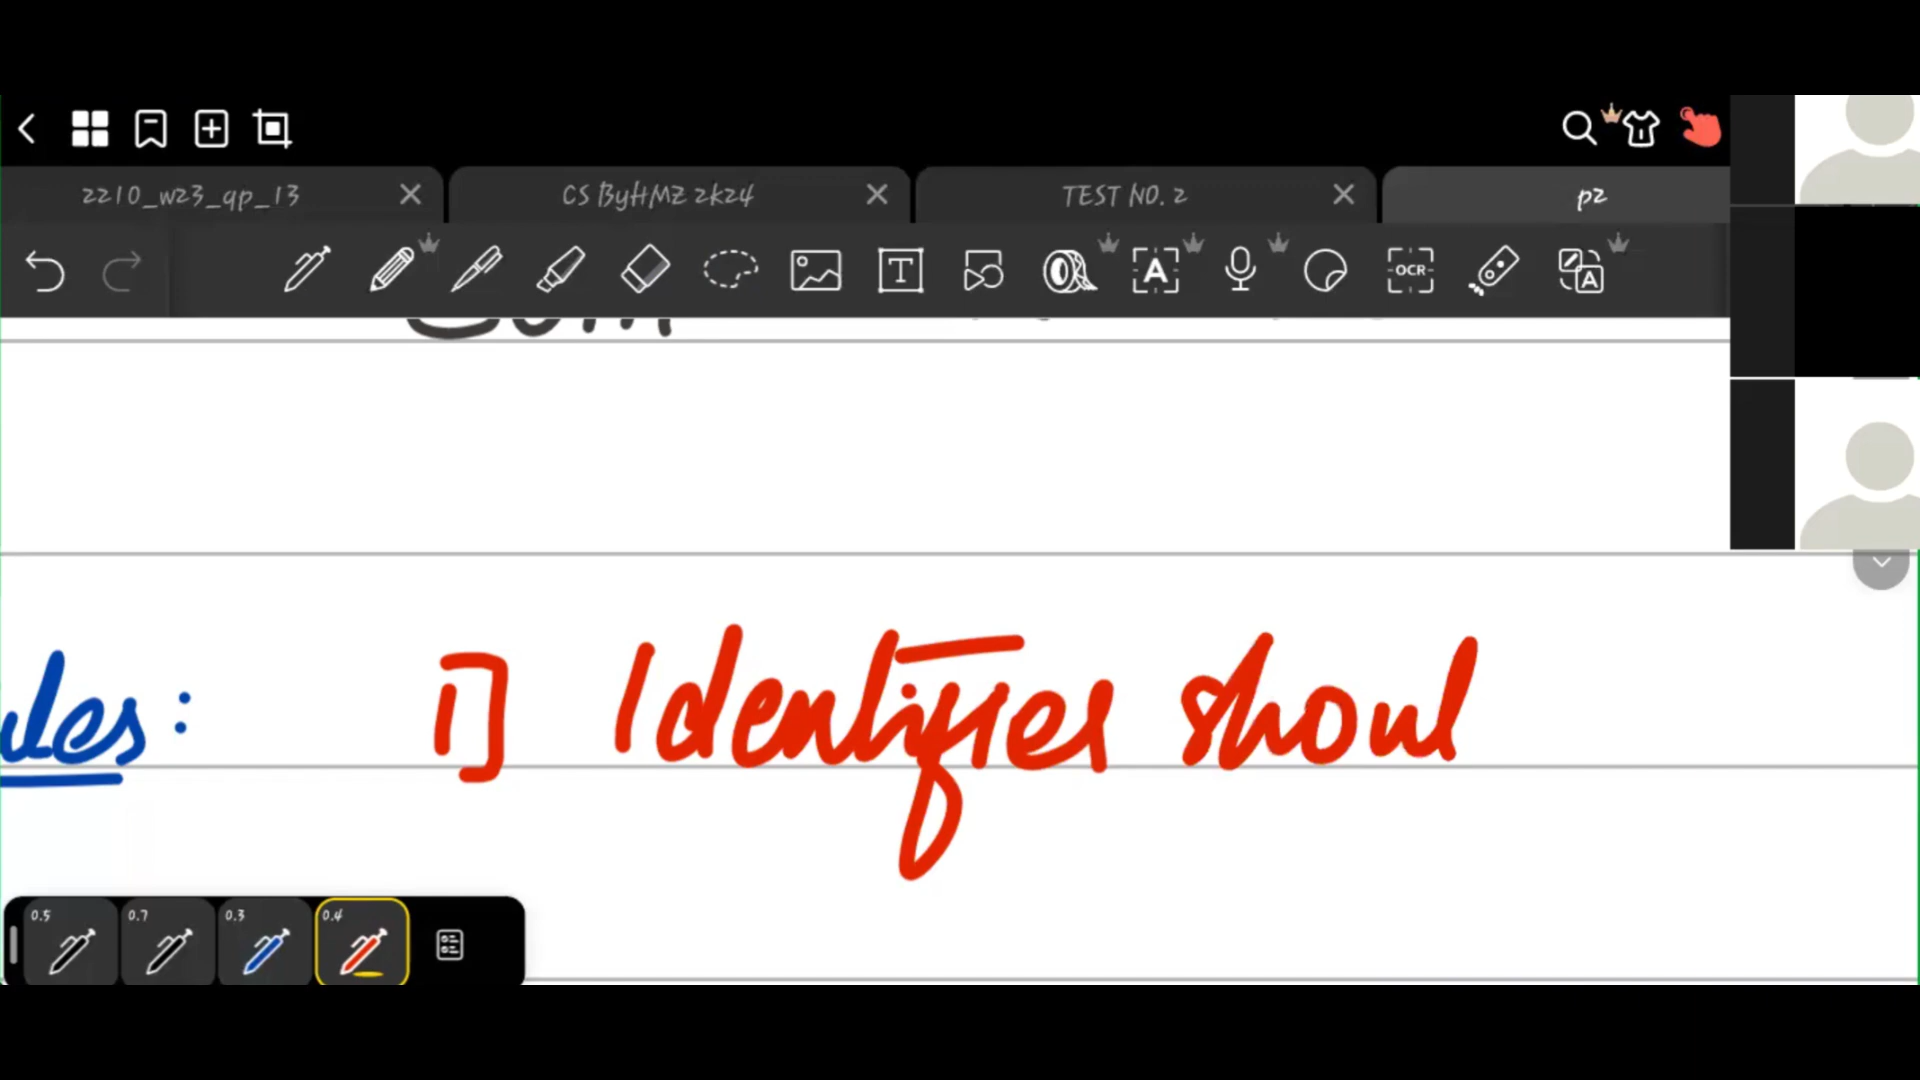 2210_w23_qp_13
CS ByHMZ 2k24
TEST NO. 2
p2
T
A
OCR
A
ules:
1] Identifier shoul
0.5
0.7
0.3
0.4